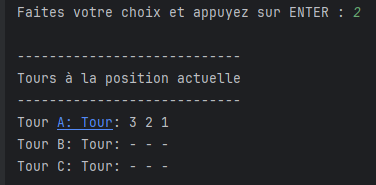 Faites votre choix et appuyez sur ENTER : 2
---------------------------
Tours à la position actuelle
---------------------------
Tour A: Tour: 3 2 1
Tour B: Tour: - - -
Tour C: Tour: - - -